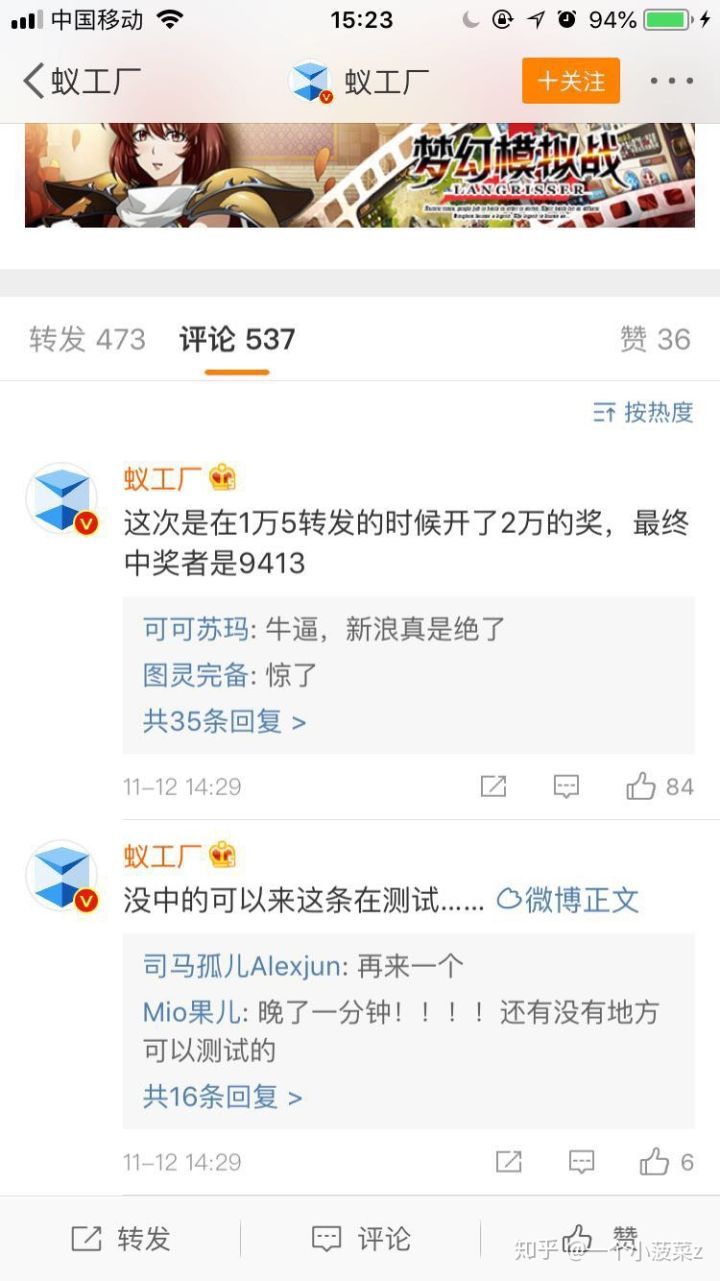 中国移动
15:23
94%
蚁工厂
蚁工厂
+关注
梦幻模拟战
LANGRISSER
转发 473
评论 537
赞 36
按热度
蚁工厂
这次是在1万5转发的时候开了2万的奖，最终
中奖者是9413
可可苏玛: 牛逼，新浪真是绝了
图灵完备: 惊了
共35条回复 >
11-12 14:29
84
蚁工厂
没中的可以来这条在测试…… 微博正文
司马孤儿Alexjun: 再来一个
Mio果儿: 晚了一分钟！！！！还有没有地方
可以测试的
共16条回复 >
11-12 14:29
6
转发
评论
赞
知乎 @一个小菠菜z